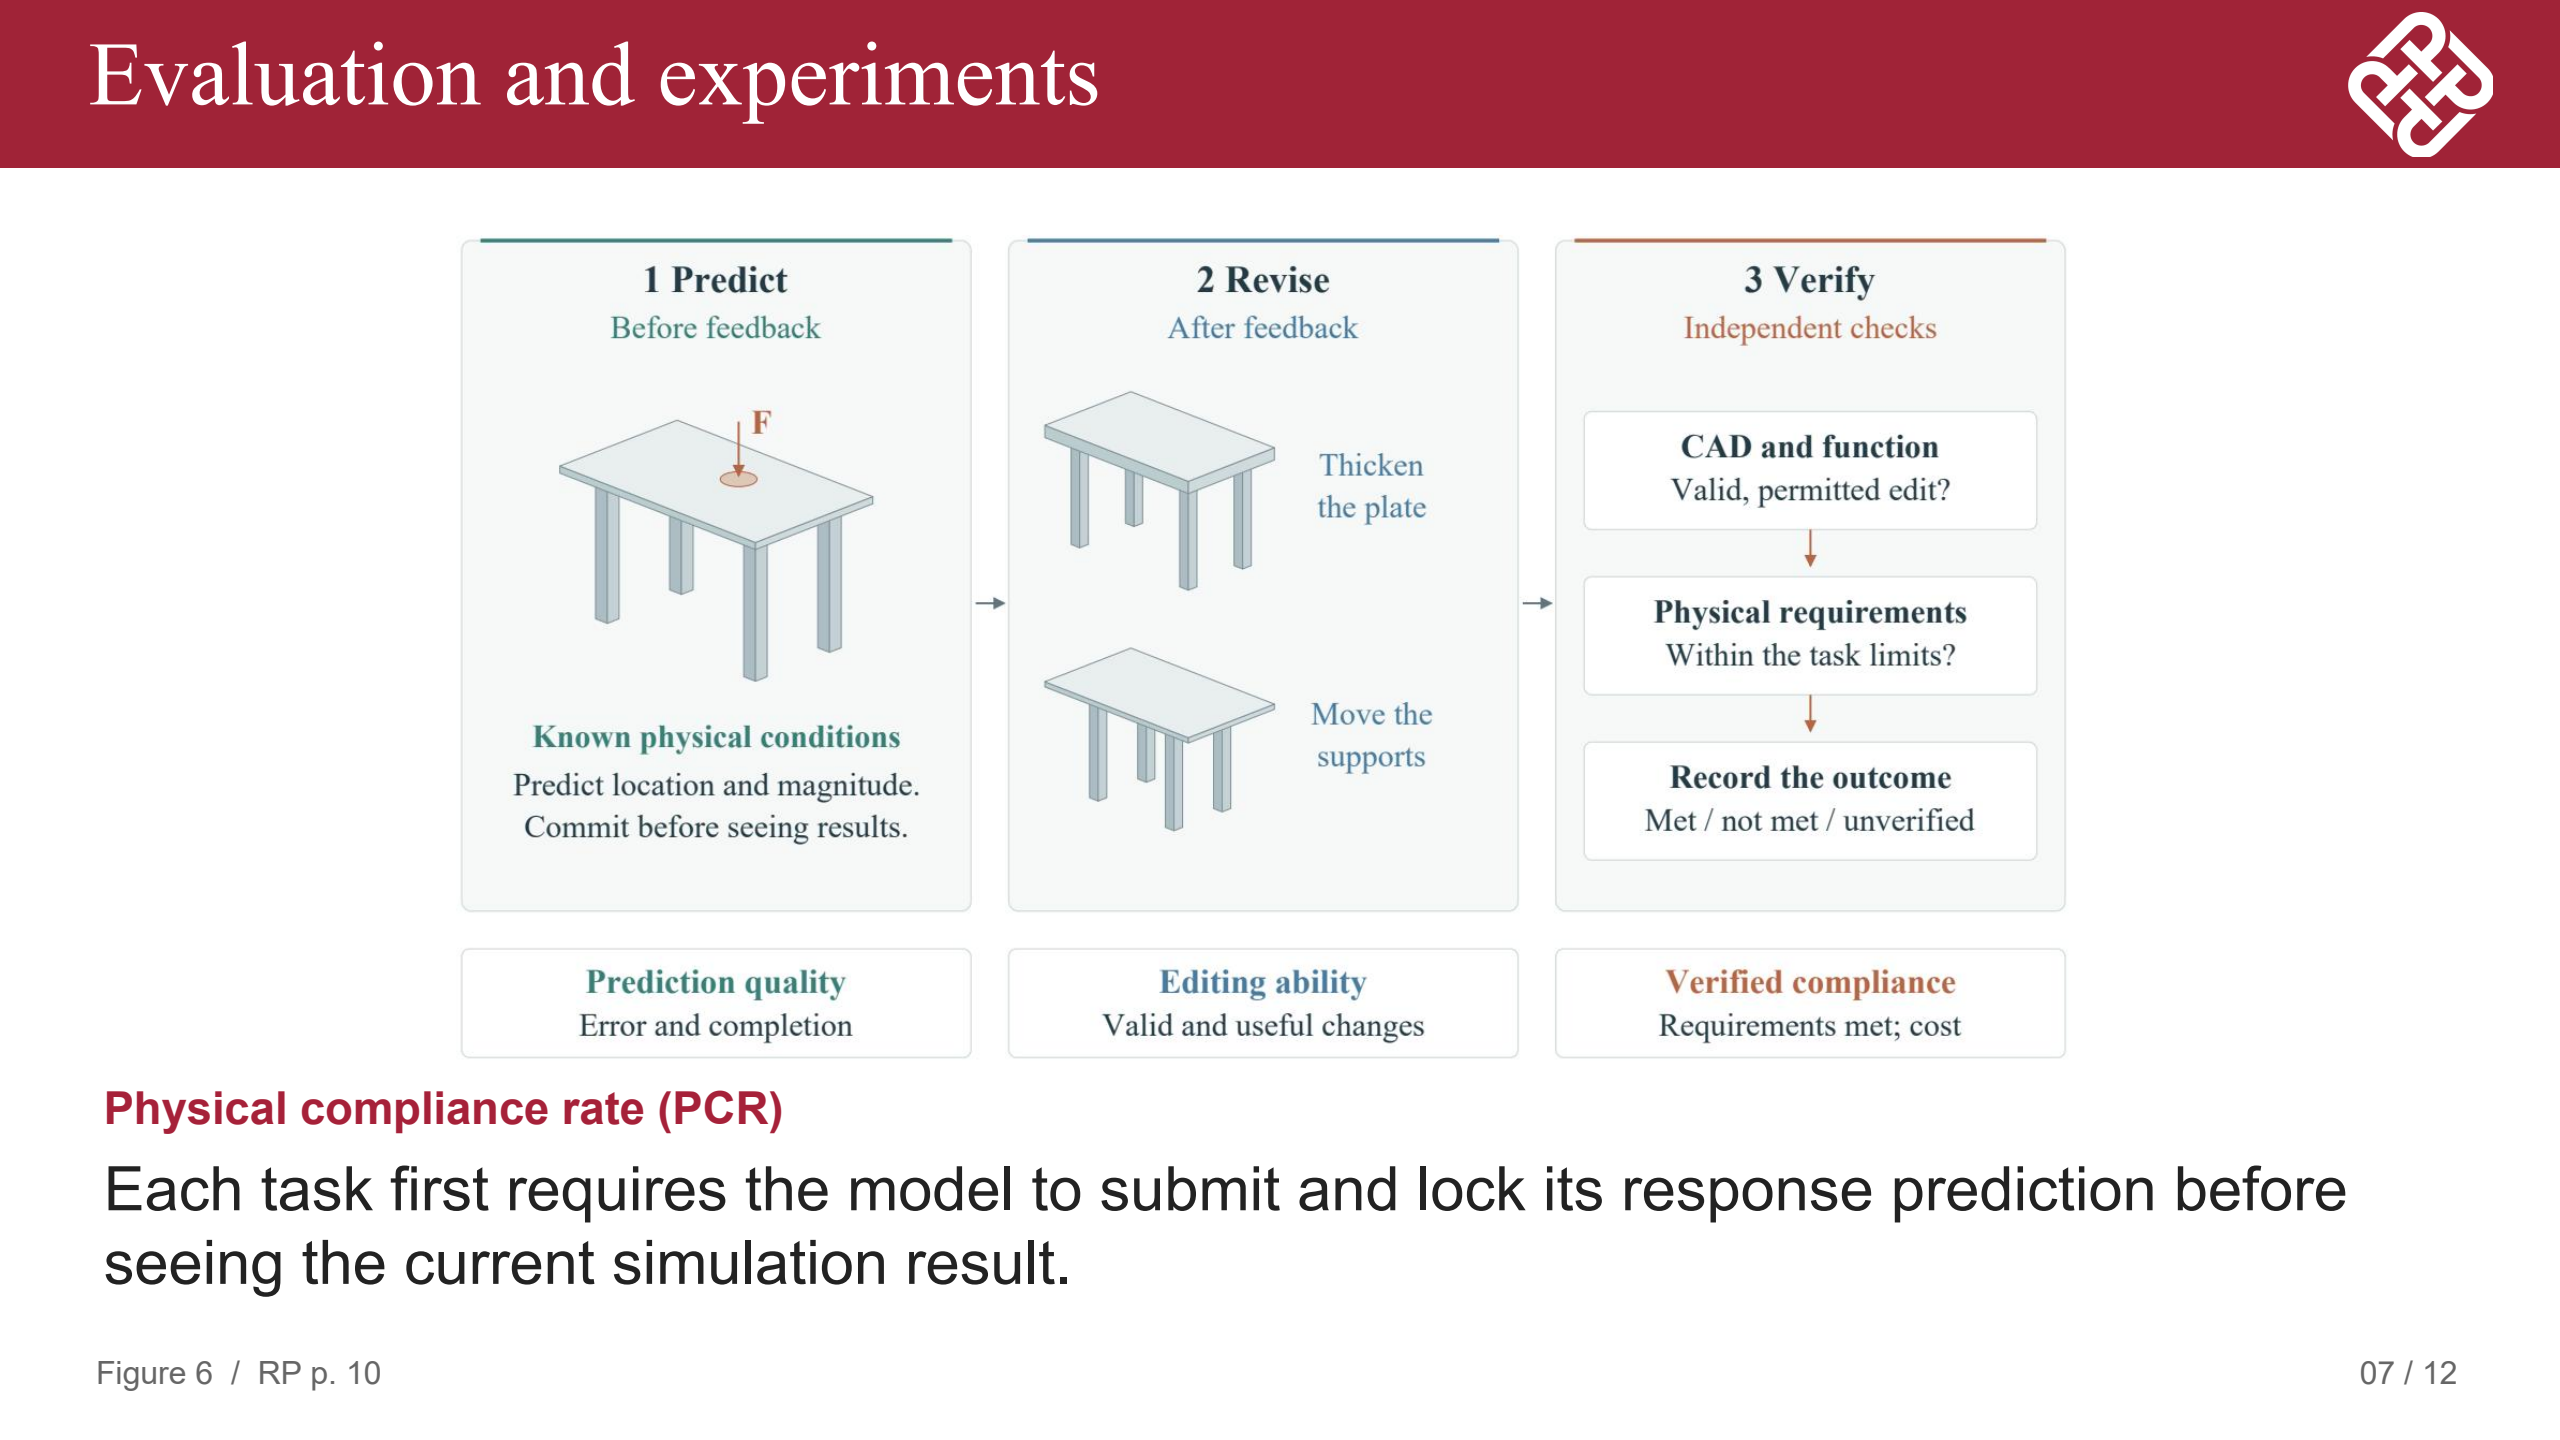 Evaluation and experiments
1 Predict
Before feedback
F
Known physical conditions
Predict location and magnitude.
Commit before seeing results.
2 Revise
After feedback
Thicken
the plate
Move the
supports
3 Verify
Independent checks
CAD and function
Valid, permitted edit?
Physical requirements
Within the task limits?
Record the outcome
Met / not met / unverified
Prediction quality
Error and completion
Editing ability
Valid and useful changes
Verified compliance
Requirements met; cost
Physical compliance rate (PCR)
Each task first requires the model to submit and lock its response prediction before
seeing the current simulation result.
Figure 6 / RP p. 10
07 / 12